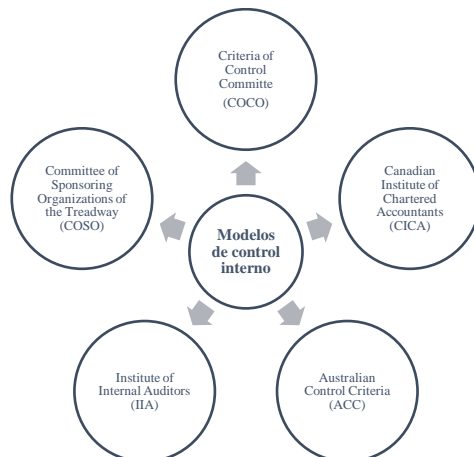 Criteria of
Control
Committe
(COCO)
Committee of
Sponsoring
Organizations of
the Treadway
(COSO)
Canadian
Institute of
Chartered
Accountants
(CICA)
Modelos
de control
interno
Institute of
Internal Auditors
(IIA)
Australian
Control Criteria
(ACC)